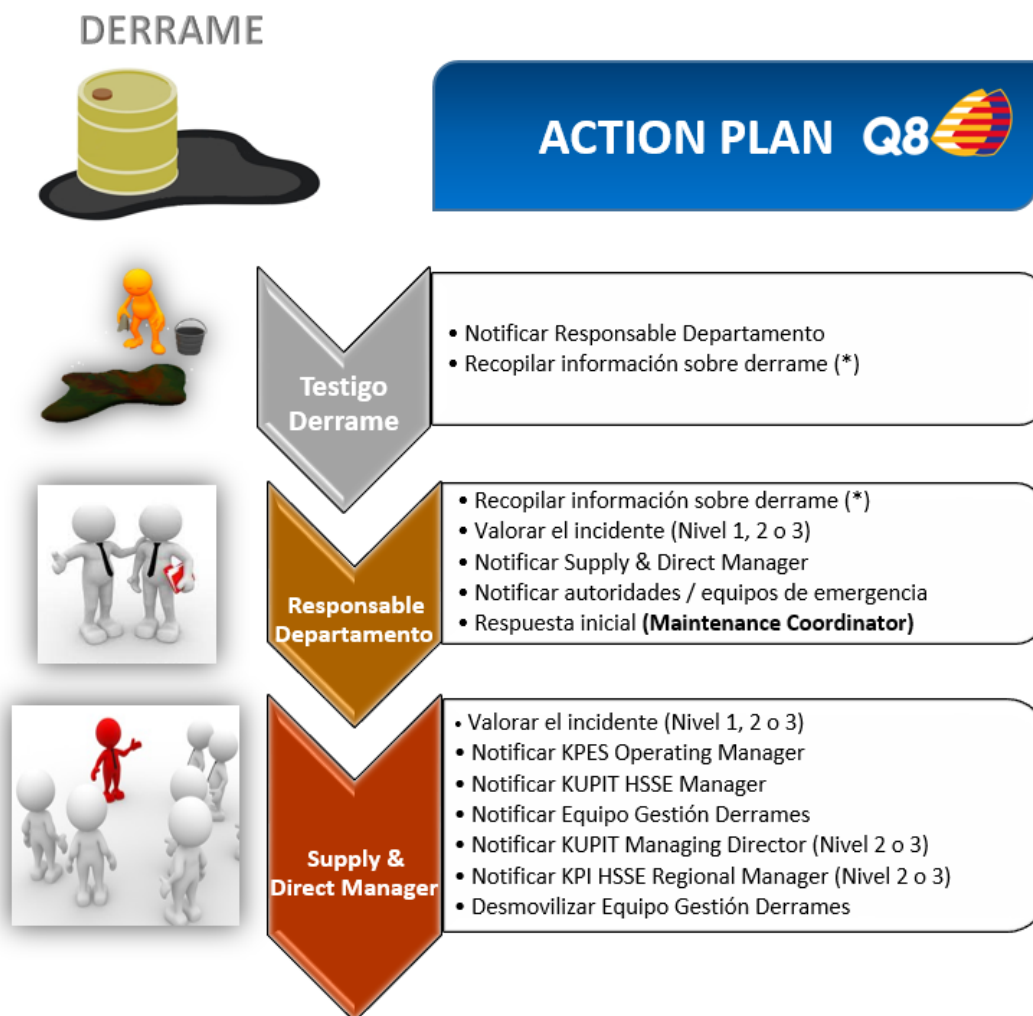 DERRAME
ACTION PLAN Q8
Testigo
Derrame
• Notificar Responsable Departamento
• Recopilar información sobre derrame (*)
Responsable
Departamento
• Recopilar información sobre derrame (*)
• Valorar el incidente (Nivel 1, 2 o 3)
• Notificar Supply & Direct Manager
• Notificar autoridades / equipos de emergencia
• Respuesta inicial (Maintenance Coordinator)
Supply &
Direct Manager
• Valorar el incidente (Nivel 1, 2 o 3)
• Notificar KPES Operating Manager
• Notificar KUPIT HSSE Manager
• Notificar Equipo Gestión Derrames
• Notificar KUPIT Managing Director (Nivel 2 o 3)
• Notificar KPI HSSE Regional Manager (Nivel 2 o 3)
• Desmovilizar Equipo Gestión Derrames